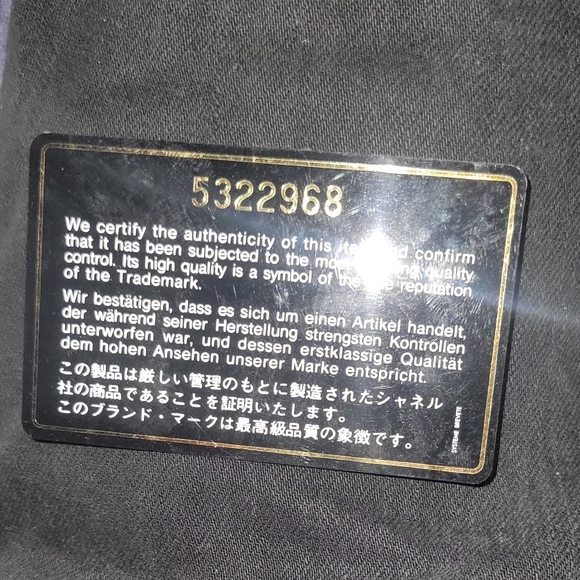 5322968
We certify the authenticity of this confirm
that it has been subjected to the quality
control. Its high quality is a symbol of the reputation
of the Trademark.
Wir bestätigen, dass es sich um einen Artikel handelt,
der während seiner Herstellung strengsten Kontrollen
unterworfen war, und dessen erstklassige Qualität
dem hohen Ansehen unserer Marke entspricht.
この製品は厳しい管理のもとに製造されたシャネル
社の商品であることを証明いたします。
このブランド・マークは最高級品質の象徴です。
SYSTEME BREVETE